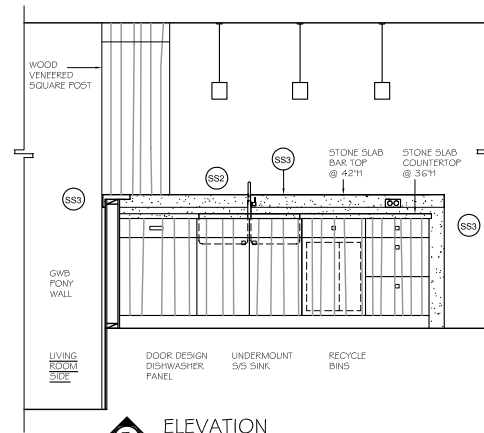 WOOD
VENEERED
SQUARE POST
STONE SLAB
BAR TOP
@ 42"H
STONE SLAB
COUNTERTOP
@ 36"H
SS3
SS2
SS3
SS3
GWB
PONY
WALL
LIVING
ROOM
SIDE
DOOR DESIGN
DISHWASHER
PANEL
UNDERMOUNT
S/S SINK
RECYCLE
BINS
ELEVATION